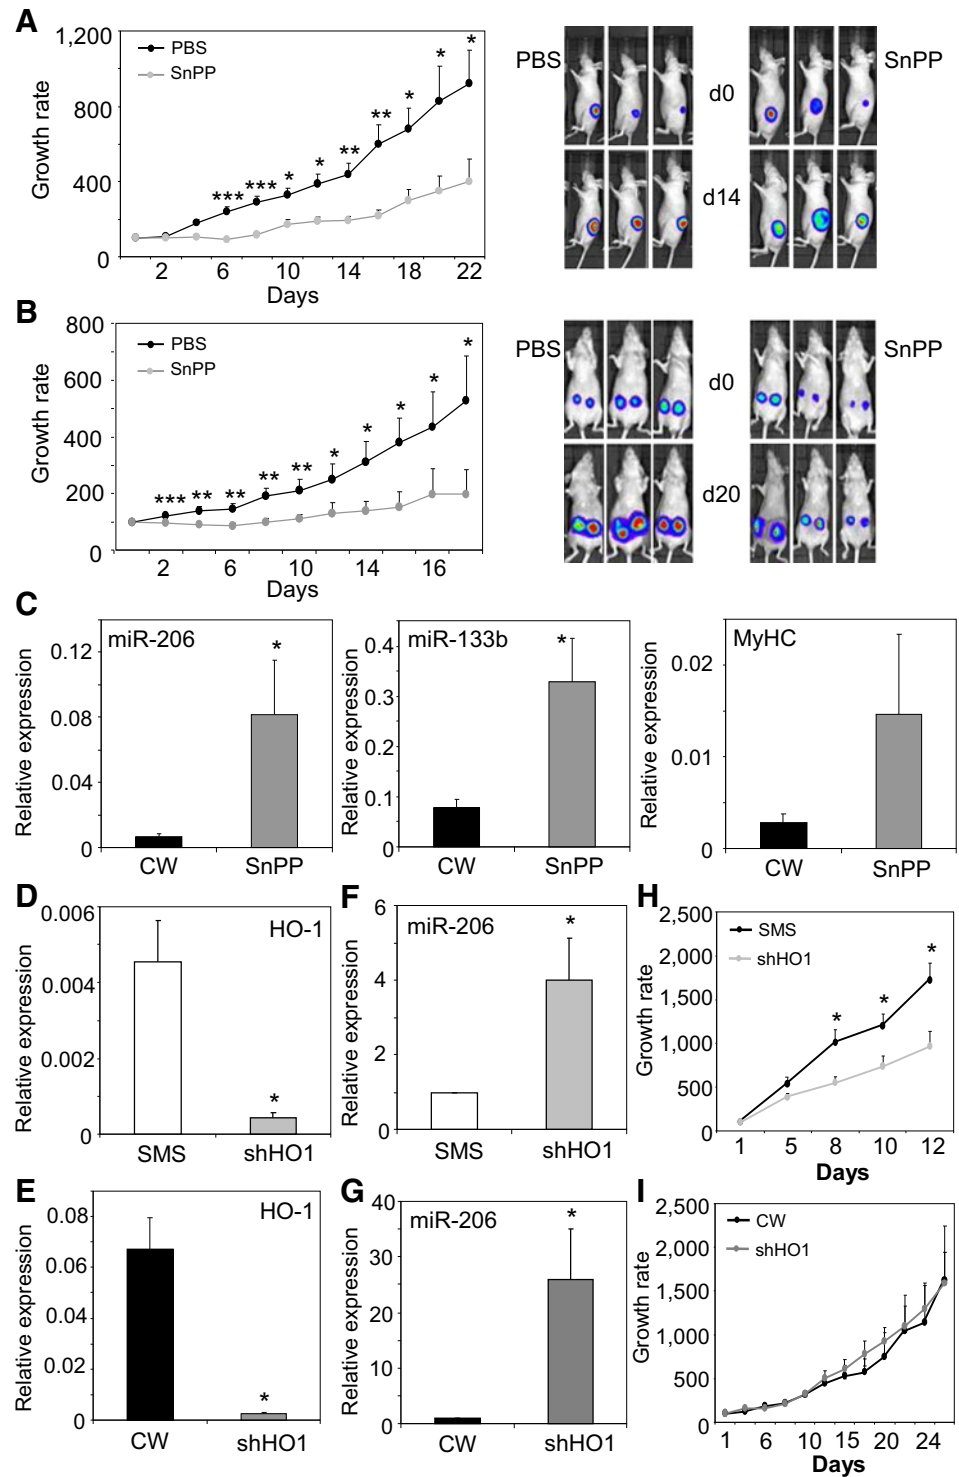 A
1,200
800
400
0
Growth rate
PBS
SnPP
*** *** * * ** ** * * *
2 6 10 14 18 22
Days
PBS
d0
SnPP
d14
B
800
600
400
200
0
Growth rate
PBS
SnPP
*** ** ** ** ** * * * * *
2 6 10 14 16
Days
PBS
d0
SnPP
d20
C
miR-206
Relative expression
0.12
0.08
0.04
0
*
CW SnPP
miR-133b
Relative expression
0.4
0.3
0.2
0.1
0
*
CW SnPP
MyHC
Relative expression
0.02
0.01
0
CW SnPP
D
HO-1
Relative expression
0.006
0.004
0.002
0
*
SMS shHO1
F
miR-206
Relative expression
6
4
2
0
*
SMS shHO1
H
Growth rate
2,500
2,000
1,500
1,000
500
0
SMS
shHO1
* * *
1 5 8 10 12
Days
E
HO-1
Relative expression
0.08
0.06
0.04
0.02
0
*
CW shHO1
G
miR-206
Relative expression
40
30
20
10
0
*
CW shHO1
I
Growth rate
2,500
2,000
1,500
1,000
500
0
CW
shHO1
1 6 10 15 20 24
Days